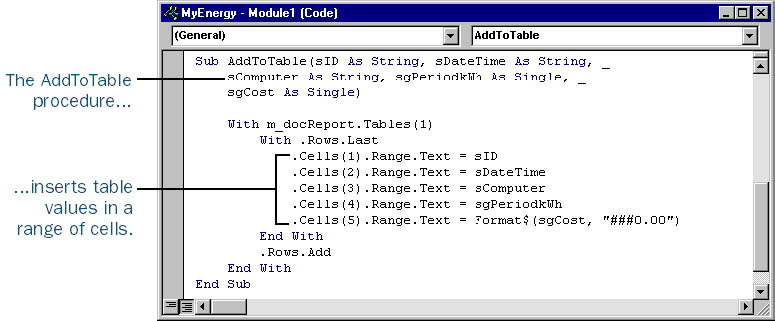 MyEnergy - Module1 (Code)
(General)
AddToTable
Sub AddToTable(sID As String, sDateTime As String, _
sComputer As String, sgPeriodkWh As Single, _
sgCost As Single)
The AddToTable
procedure...
With m_docReport.Tables(1)
With .Rows.Last
.Cells(1).Range.Text = sID
.Cells(2).Range.Text = sDateTime
.Cells(3).Range.Text = sComputer
.Cells(4).Range.Text = sgPeriodkWh
.Cells(5).Range.Text = Format$(sgCost, "###0.00")
End With
.Rows.Add
End With
End Sub
...inserts table
values in a
range of cells.